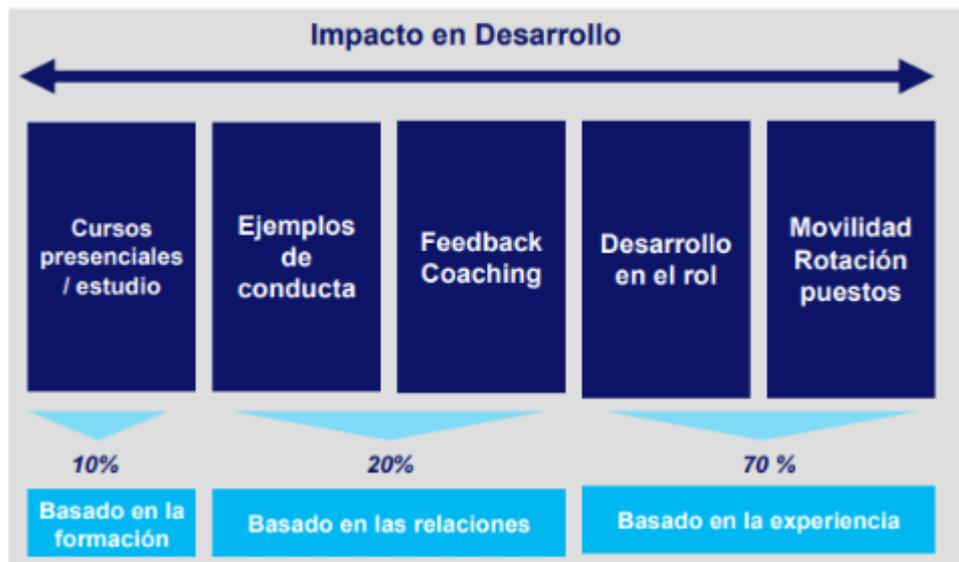 Impacto en Desarrollo
Cursos
presenciales
/ estudio
Ejemplos
de
conducta
Feedback
Coaching
Desarrollo
en el rol
Movilidad
Rotación
puestos
10%
20%
70 %
Basado en la
formación
Basado en las relaciones
Basado en la experiencia